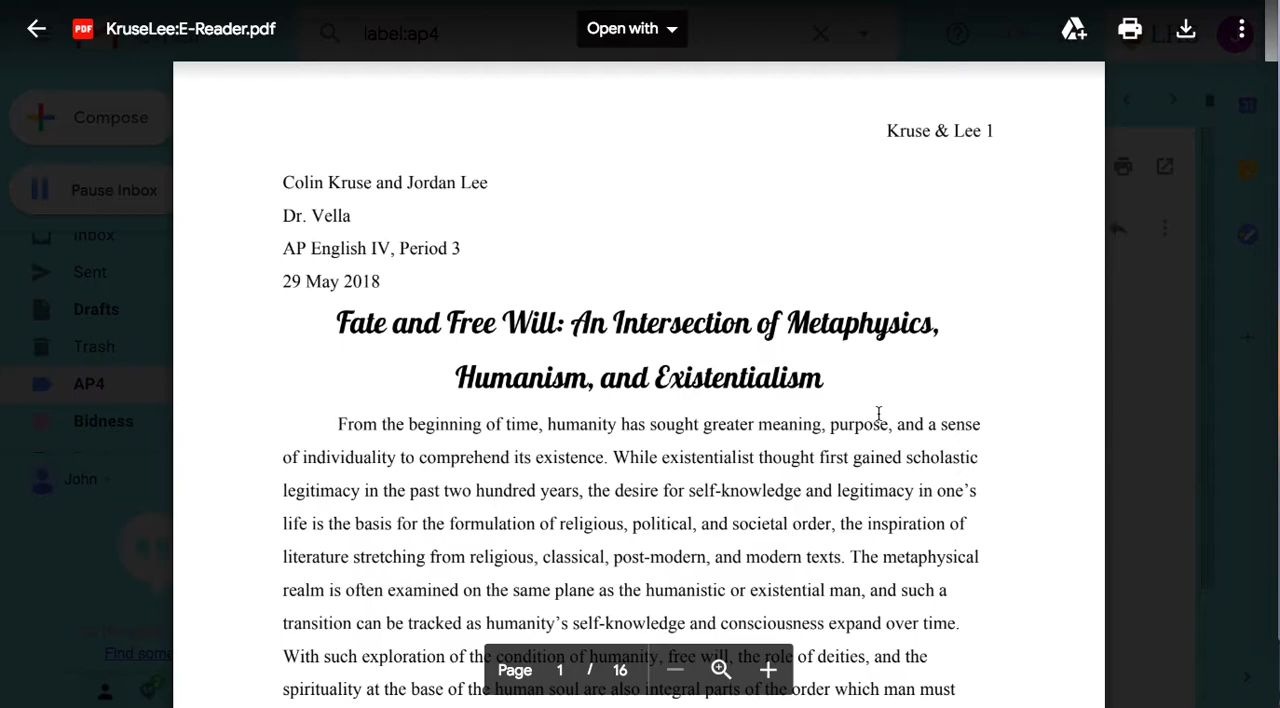 KruseLee:E-Reader.pdf
Open with
label:ap4
Compose
Pause Inbox
Inbox
Sent
Drafts
Trash
AP4
Bidness
John
Kruse & Lee 1
Colin Kruse and Jordan Lee
Dr. Vella
AP English IV, Period 3
29 May 2018
Fate and Free Will: An Intersection of Metaphysics,
Humanism, and Existentialism
From the beginning of time, humanity has sought greater meaning, purpose, and a sense
of individuality to comprehend its existence. While existentialist thought first gained scholastic
legitimacy in the past two hundred years, the desire for self-knowledge and legitimacy in one’s
life is the basis for the formulation of religious, political, and societal order, the inspiration of
literature stretching from religious, classical, post-modern, and modern texts. The metaphysical
realm is often examined on the same plane as the humanistic or existential man, and such a
transition can be tracked as humanity’s self-knowledge and consciousness expand over time.
With such exploration of the condition of humanity, free will, the role of deities, and the
spirituality at the base of the human soul are also integral parts of the order which man must
Page 1 / 16
Find some